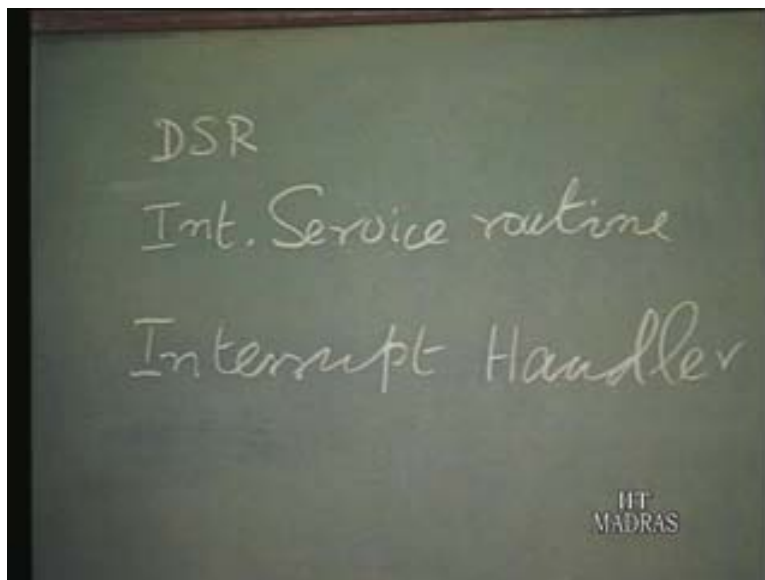 DSR
Int. Service routine
Interrupt Handler
IIT
MADRAS